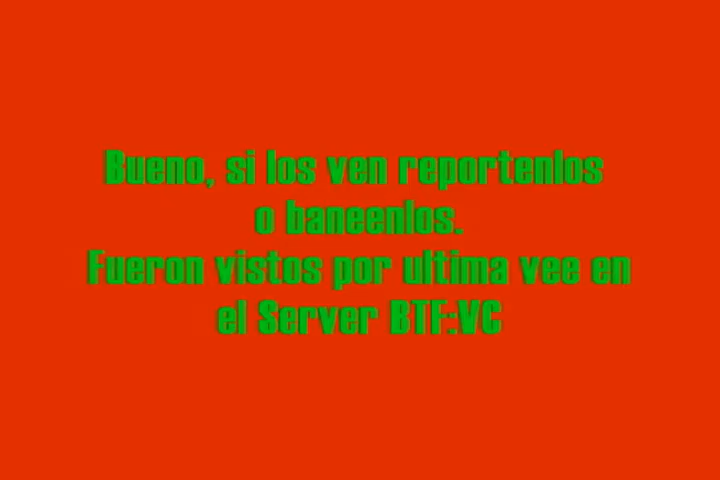 Bueno, si los ven reportenlos
o baneenlos.
Fueron vistos por ultima vee en
el Server BTF:VC